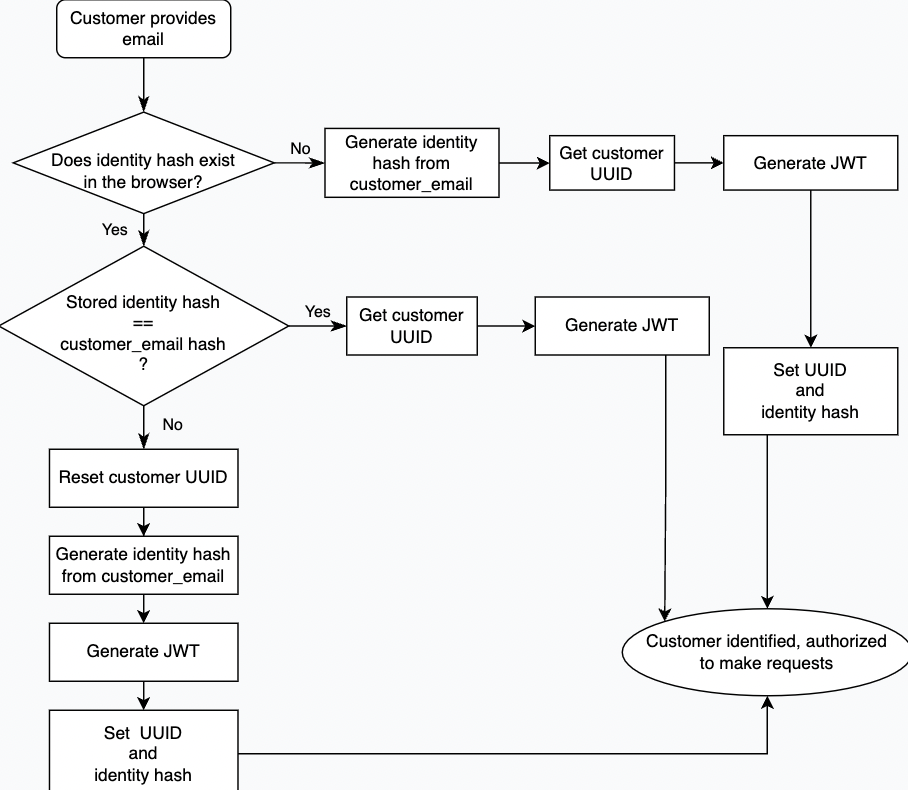 Customer provides
email
Does identity hash exist
in the browser?
No
Generate identity
hash from
customer_email
Get customer
UUID
Generate JWT
Yes
Stored identity hash
==
customer_email hash
?
Yes
Get customer
UUID
Generate JWT
Set UUID
and
identity hash
No
Reset customer UUID
Generate identity hash
from customer_email
Generate JWT
Customer identified, authorized
to make requests
Set UUID
and
identity hash